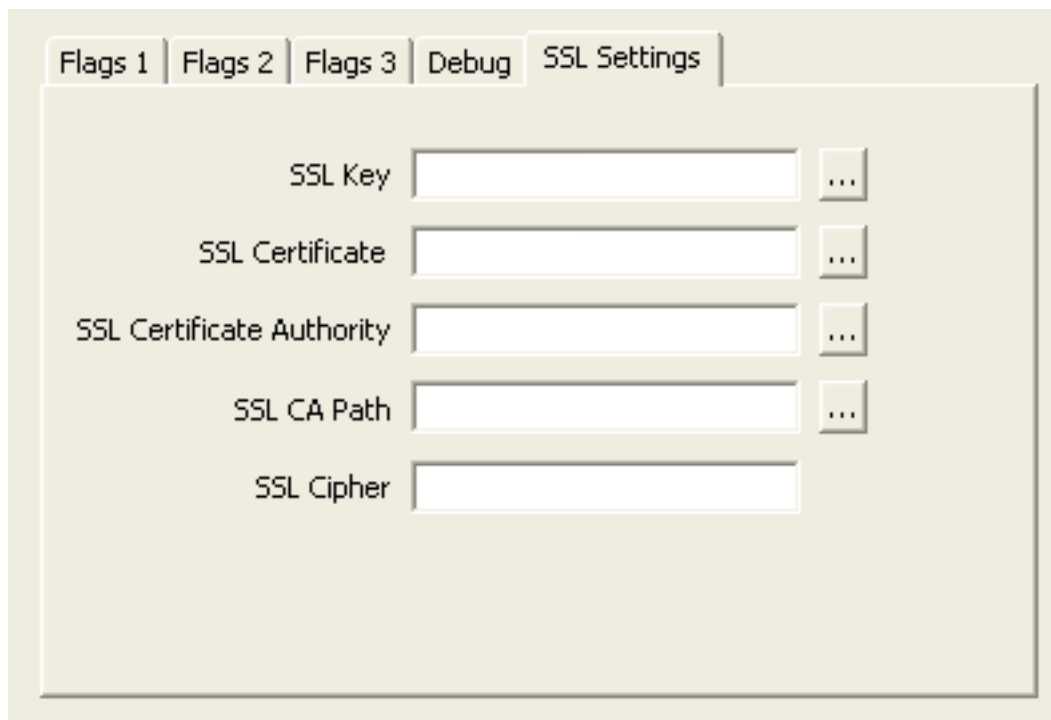 Flags 1 Flags 2 Flags 3 Debug SSL Settings
SSL Key ...
SSL Certificate ...
SSL Certificate Authority ...
SSL CA Path ...
SSL Cipher